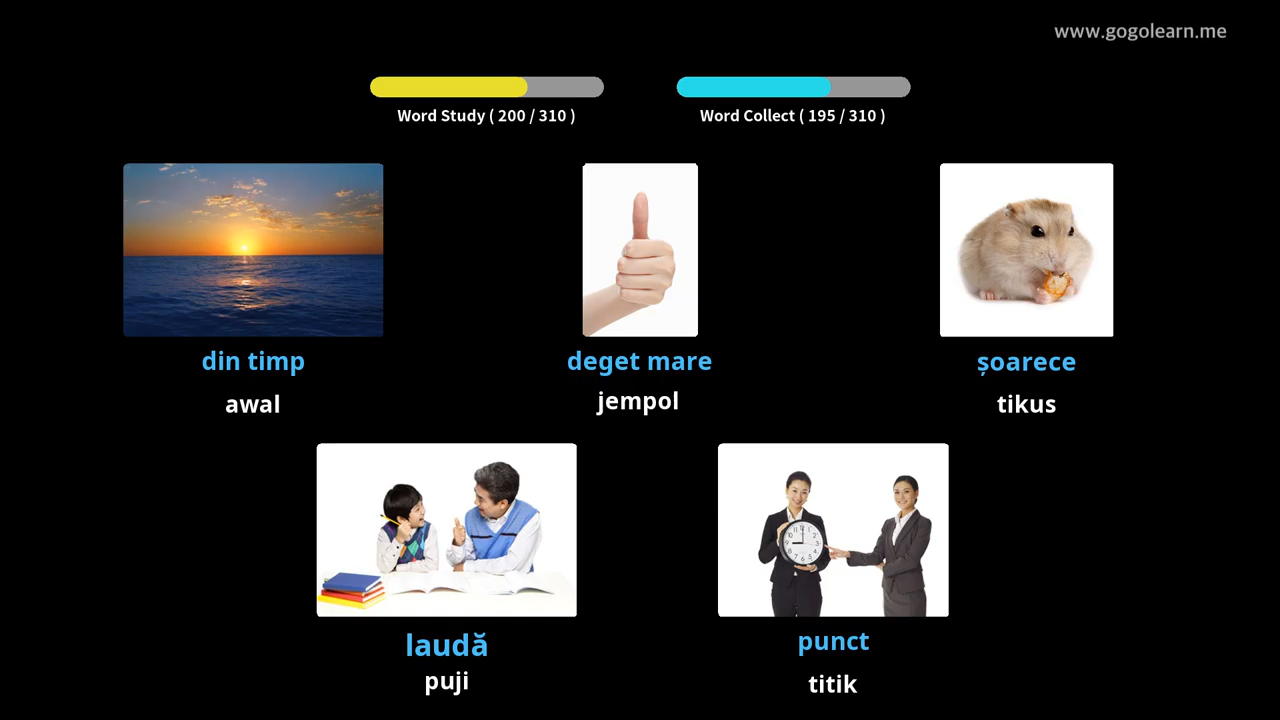 www.gogolearn.me
Word Study ( 200 / 310 )
Word Collect ( 195 / 310 )
din timp
awal
deget mare
jempol
șoarece
tikus
laudă
puji
punct
titik